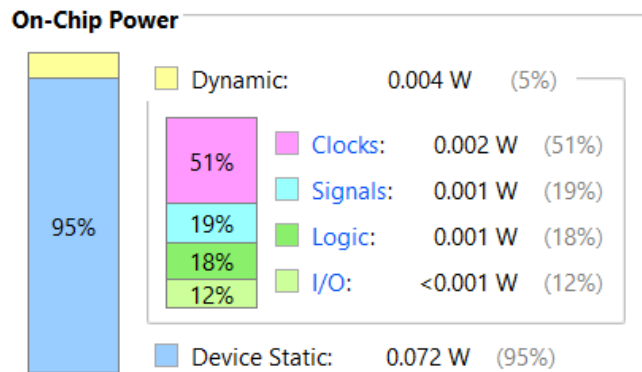 On-Chip Power
Dynamic: 0.004 W (5%)
51% Clocks: 0.002 W (51%)
19% Signals: 0.001 W (19%)
95% 18% Logic: 0.001 W (18%)
12% I/O: <0.001 W (12%)
Device Static: 0.072 W (95%)